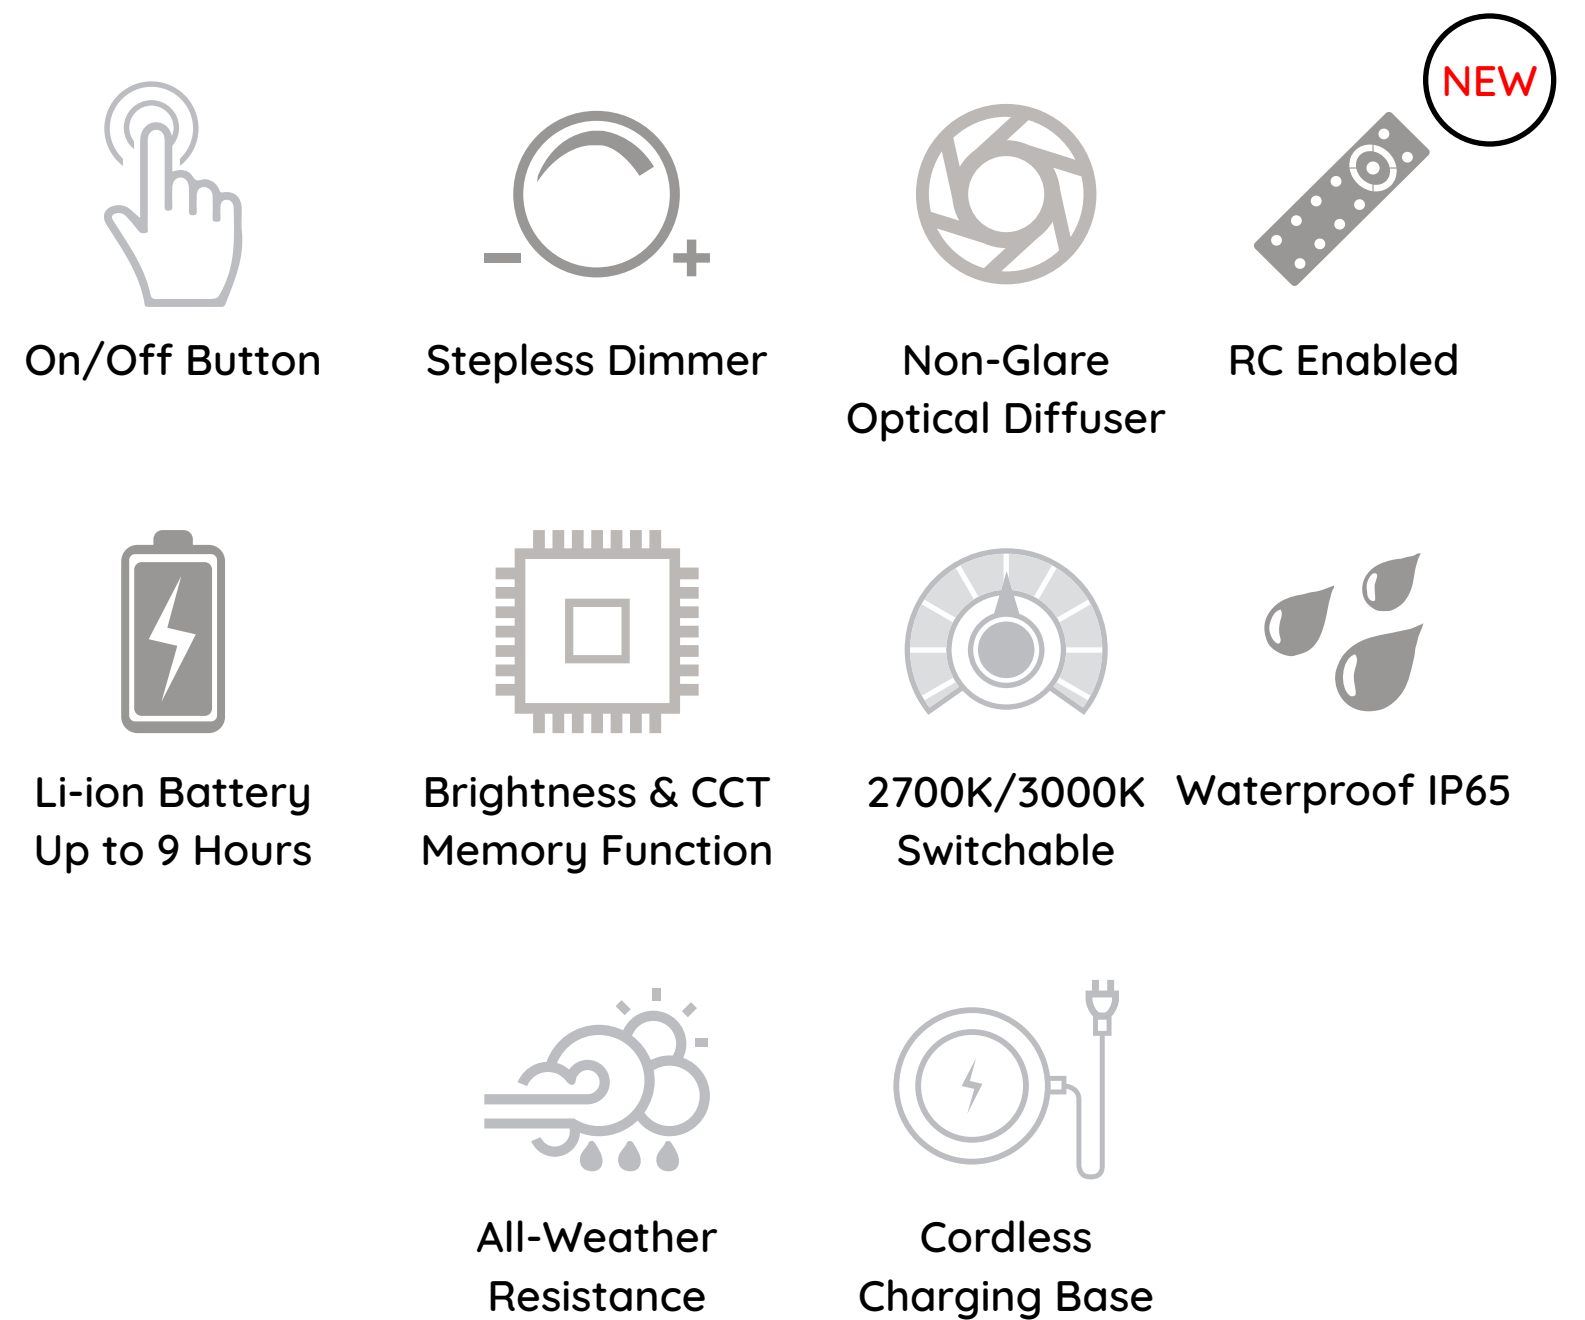 NEW
On/Off Button
Stepless Dimmer
Non-Glare
Optical Diffuser
RC Enabled
Li-ion Battery
Up to 9 Hours
Brightness & CCT
Memory Function
2700K/3000K
Switchable
Waterproof IP65
All-Weather
Resistance
Cordless
Charging Base